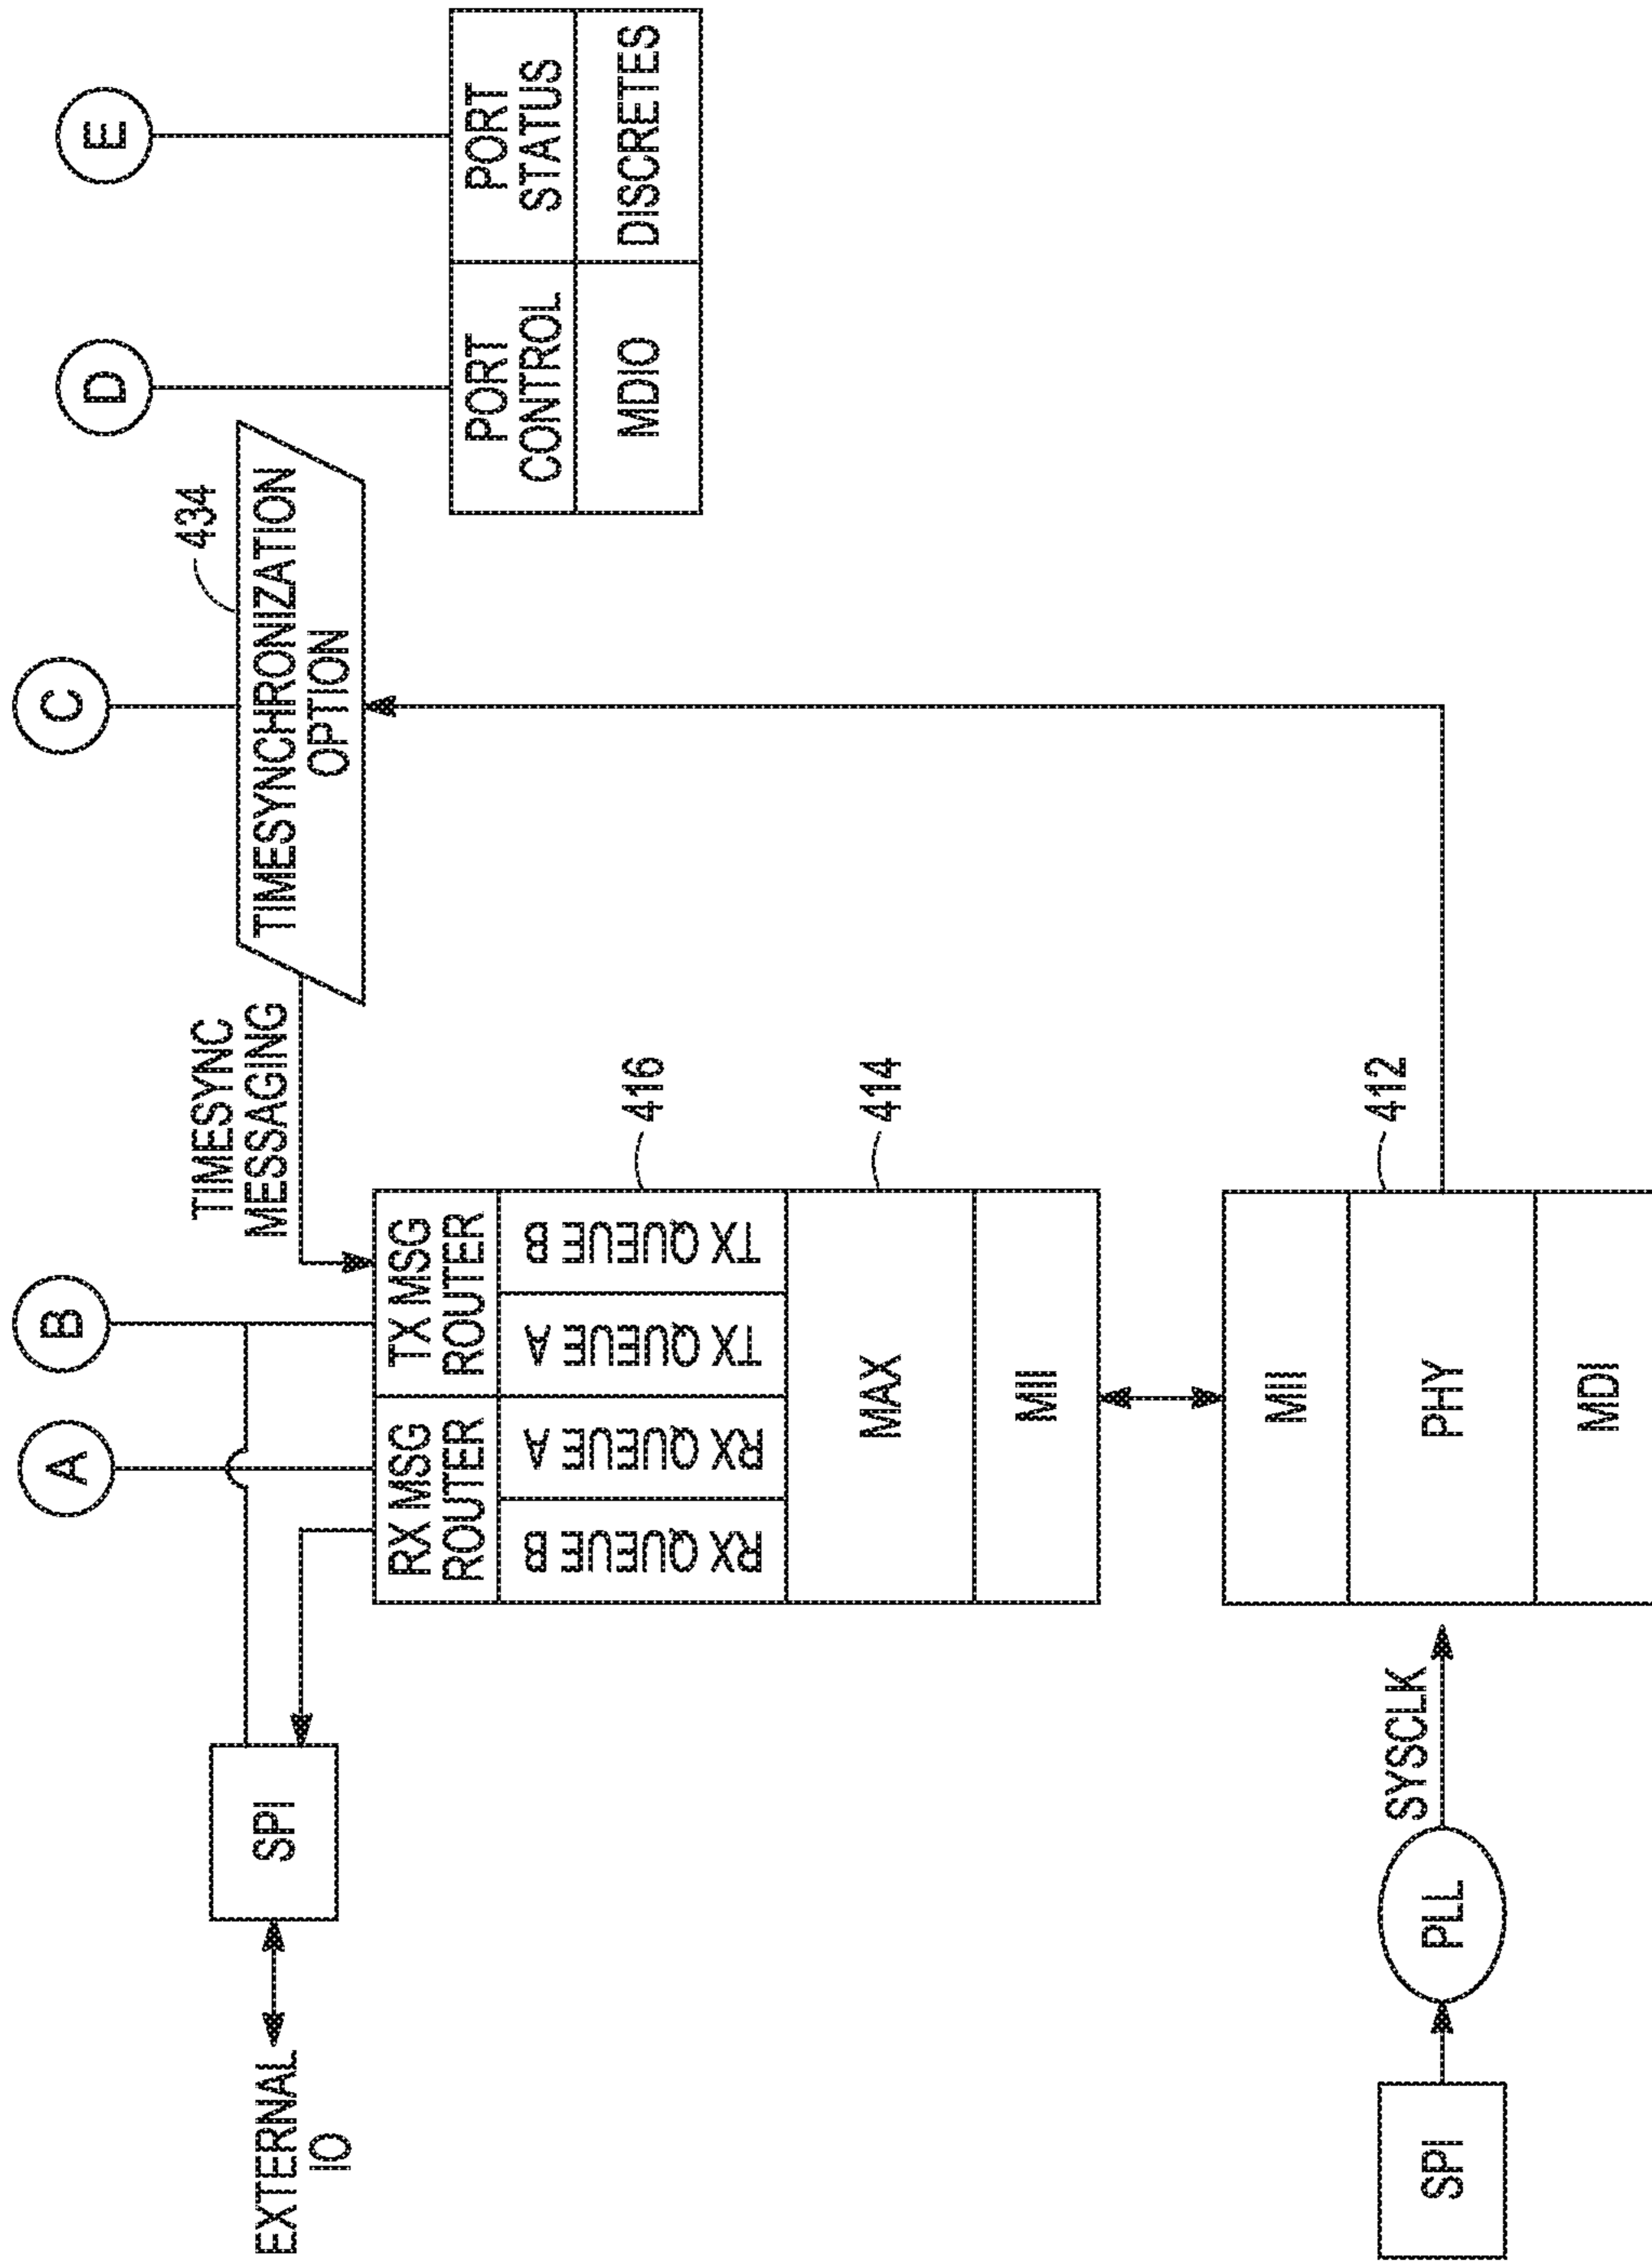 A
B
C
D
E
EXTERNAL
IO
SPI
TIMESYNC
MESSAGING
434
TIMESYNCHRONIZATION
OPTION
RX MSG
ROUTER
TX MSG
ROUTER
PORT
CONTROL
PORT
STATUS
MDIO
DISCRETES
RX QUEUE B
RX QUEUE A
TX QUEUE A
TX QUEUE B
416
MAX
414
MII
MII
SPI
PLL
SYSCLK
PHY
412
MDI